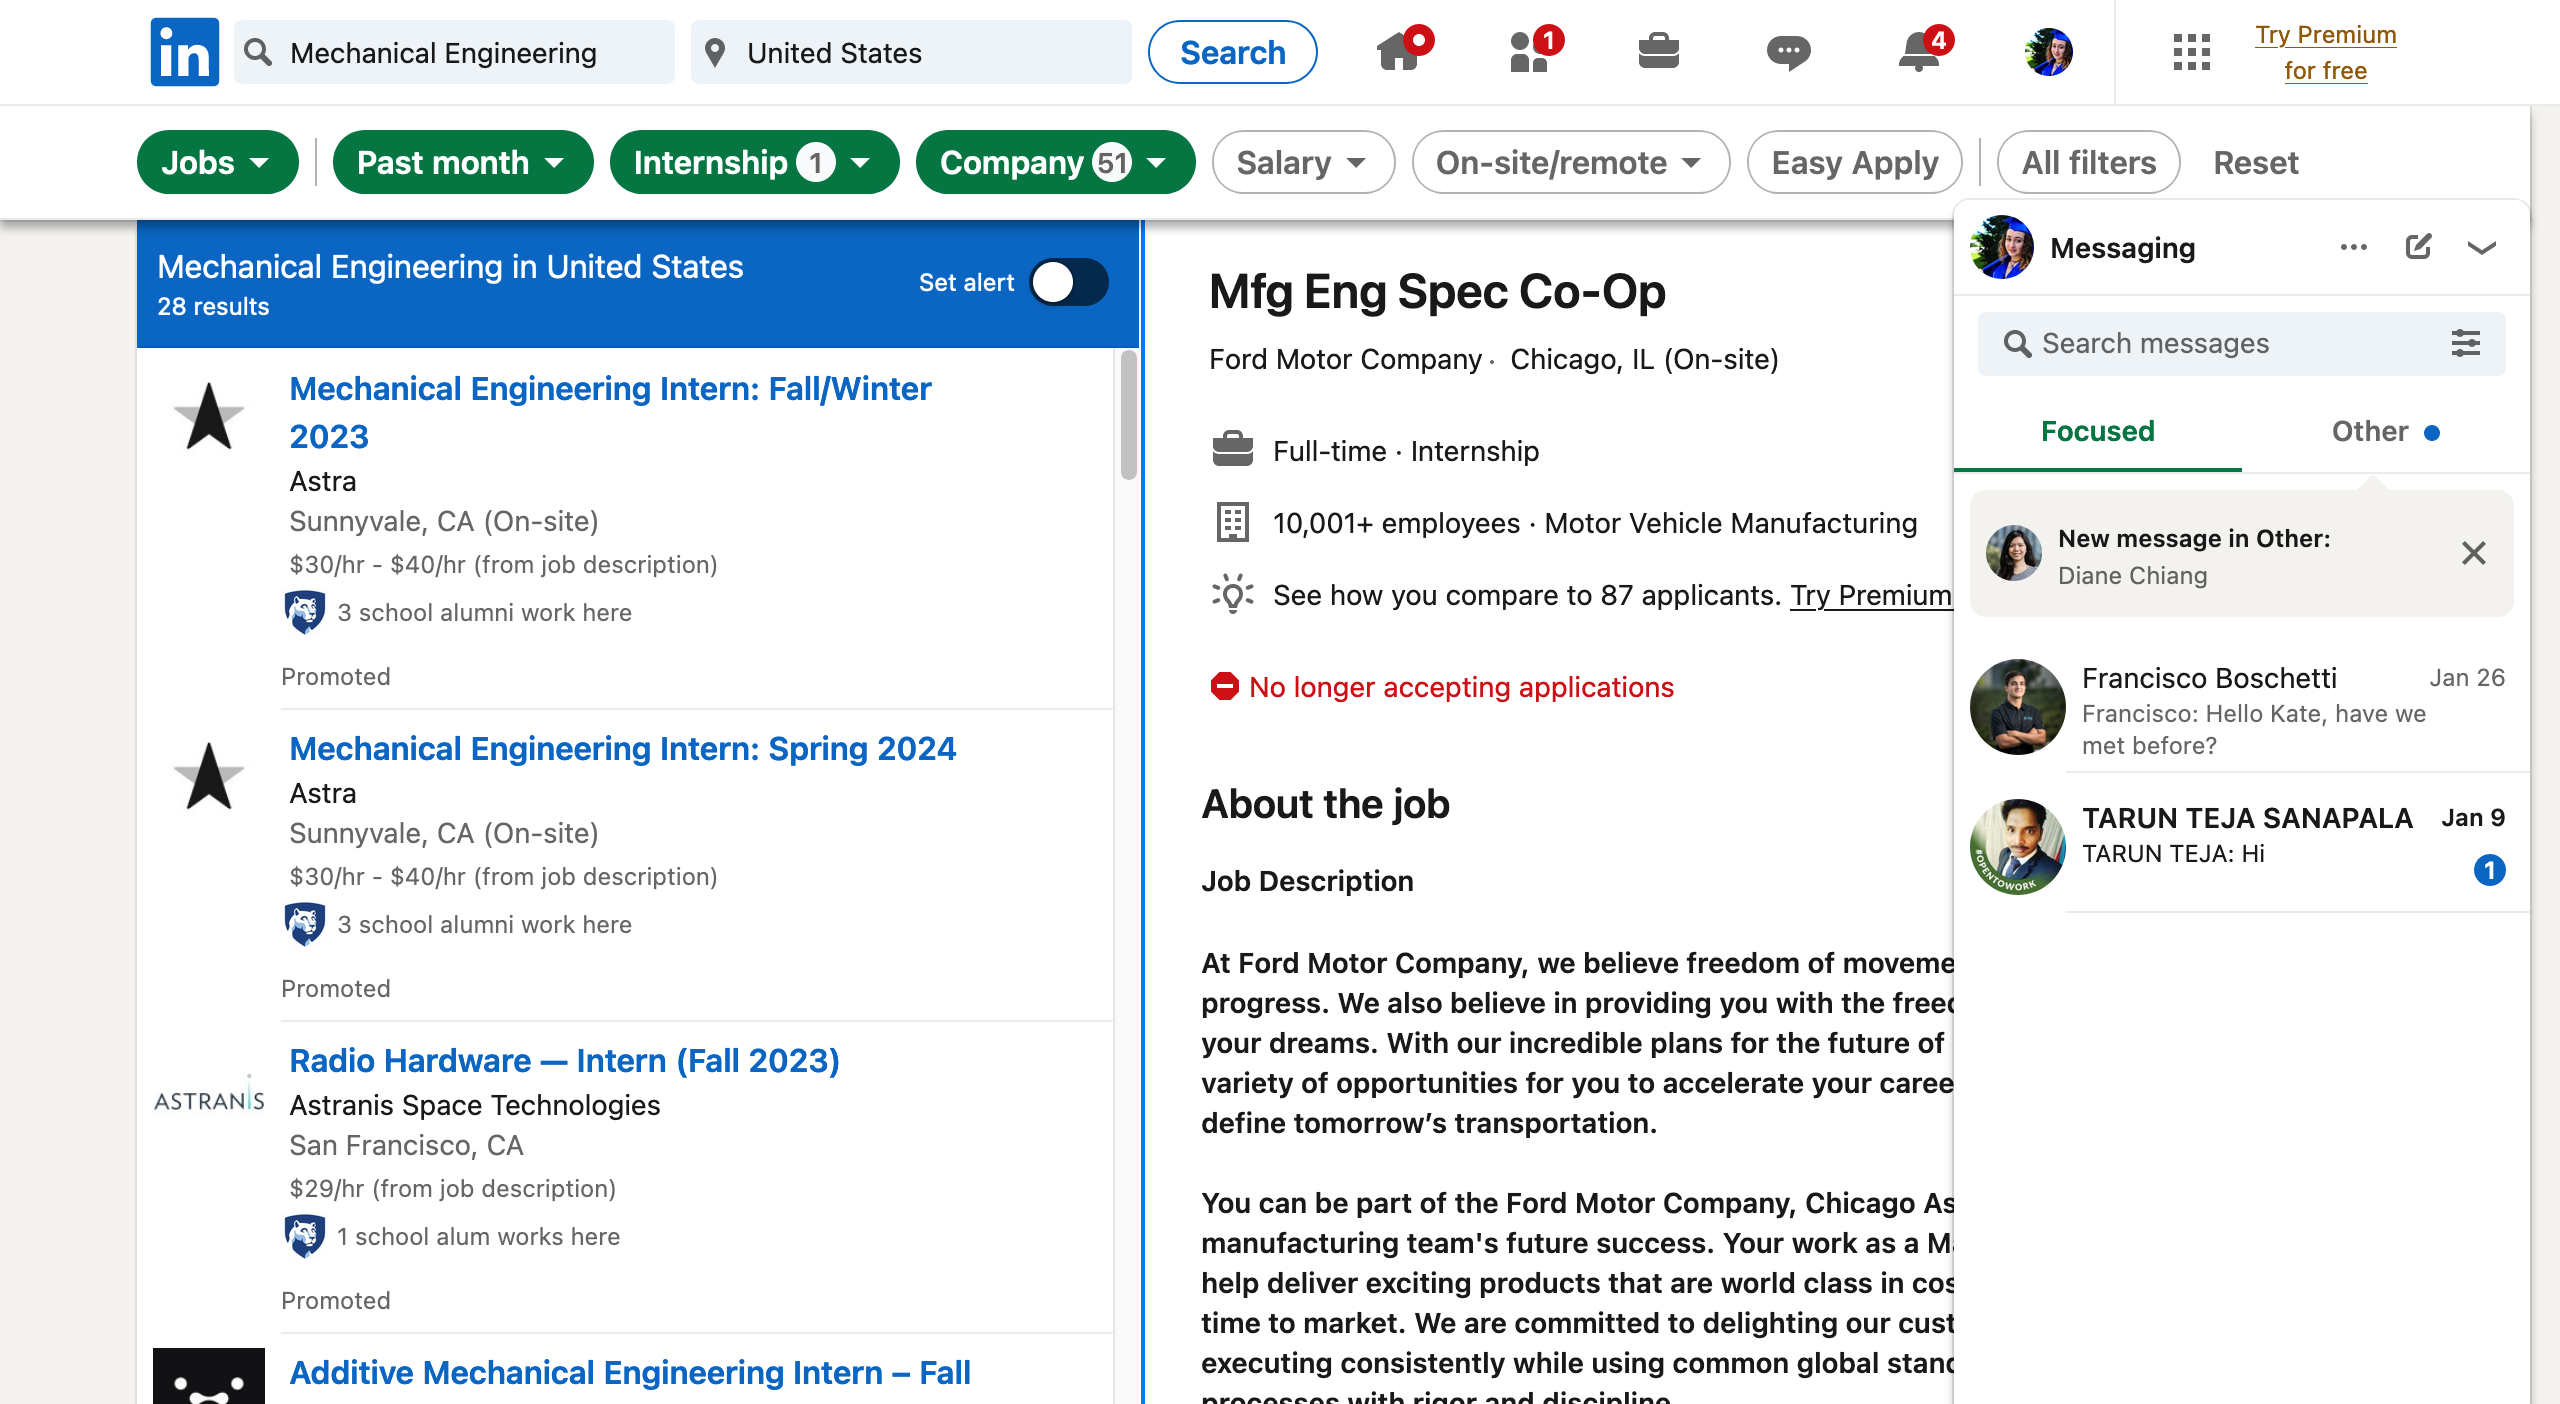 in
Mechanical Engineering
United States
Search
1
4
Try Premium
for free
Jobs
Past month
Internship 1
Company 51
Salary
On-site/remote
Easy Apply
All filters
Reset
Mechanical Engineering in United States
28 results
Set alert
Mechanical Engineering Intern: Fall/Winter
2023
Astra
Sunnyvale, CA (On-site)
$30/hr - $40/hr (from job description)
3 school alumni work here
Promoted
Mechanical Engineering Intern: Spring 2024
Astra
Sunnyvale, CA (On-site)
$30/hr - $40/hr (from job description)
3 school alumni work here
Promoted
ASTRANIS
Radio Hardware — Intern (Fall 2023)
Astranis Space Technologies
San Francisco, CA
$29/hr (from job description)
1 school alum works here
Promoted
Additive Mechanical Engineering Intern – Fall
Mfg Eng Spec Co-Op
Ford Motor Company · Chicago, IL (On-site)
Full-time · Internship
10,001+ employees · Motor Vehicle Manufacturing
See how you compare to 87 applicants. Try Premium
No longer accepting applications
About the job
Job Description
At Ford Motor Company, we believe freedom of moveme
progress. We also believe in providing you with the freed
your dreams. With our incredible plans for the future of
variety of opportunities for you to accelerate your caree
define tomorrow's transportation.
You can be part of the Ford Motor Company, Chicago As
manufacturing team's future success. Your work as a Ma
help deliver exciting products that are world class in cos
time to market. We are committed to delighting our cust
executing consistently while using common global stand
processes with rigor and discipline.
Messaging
Search messages
Focused
Other
New message in Other:
Diane Chiang
Francisco Boschetti
Jan 26
Francisco: Hello Kate, have we
met before?
#OPENTOWORK
TARUN TEJA SANAPALA
Jan 9
TARUN TEJA: Hi
1